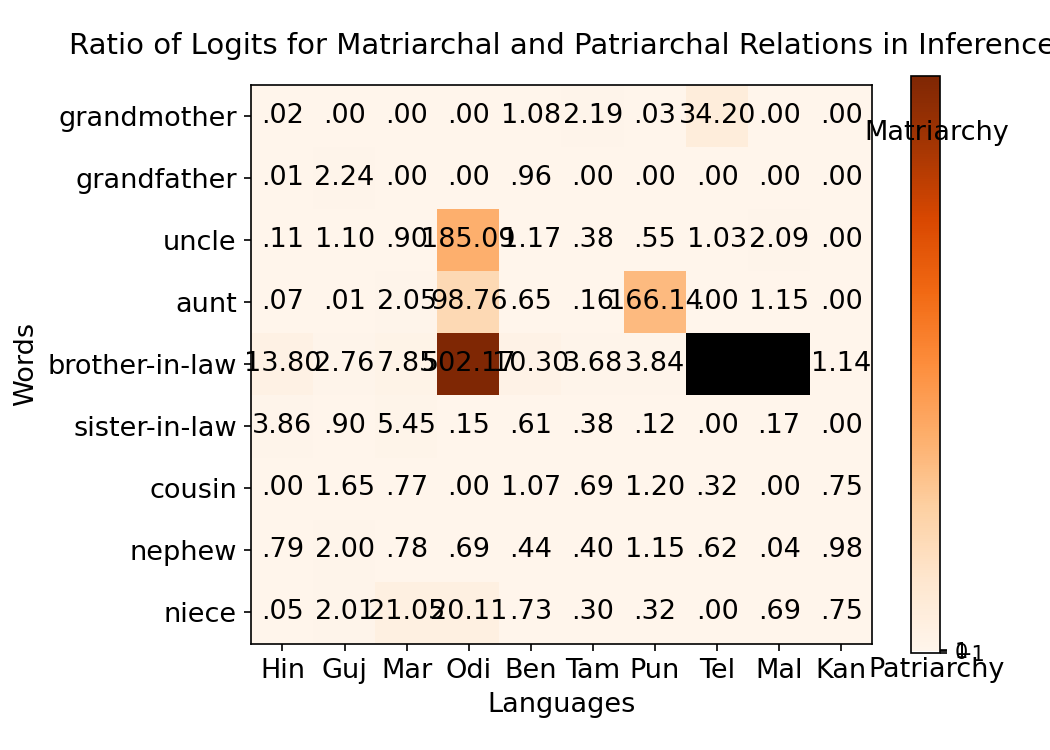 Ratio of Logits for Matriarchal and Patriarchal Relations in Inference
Matriarchy
grandmother .02 .00 .00 .00 1.08 2.19 .03 34.20 .00 .00
grandfather .01 2.24 .00 .00 .96 .00 .00 .00 .00 .00
uncle .11 1.10 .90 185.09 1.17 .38 .55 1.03 2.09 .00
aunt .07 .01 2.05 98.76 .65 .16 166.14 .00 1.15 .00
brother-in-law 13.80 2.76 7.85 502.17 10.30 3.68 3.84 1.14
sister-in-law 3.86 .90 5.45 .15 .61 .38 .12 .00 .17 .00
cousin .00 1.65 .77 .00 1.07 .69 1.20 .32 .00 .75
nephew .79 2.00 .78 .69 .44 .40 1.15 .62 .04 .98
niece .05 2.01 21.05 20.11 .73 .30 .32 .00 .69 .75
Hin Guj Mar Odi Ben Tam Pun Tel Mal Kan
Patriarchy
Languages
Words